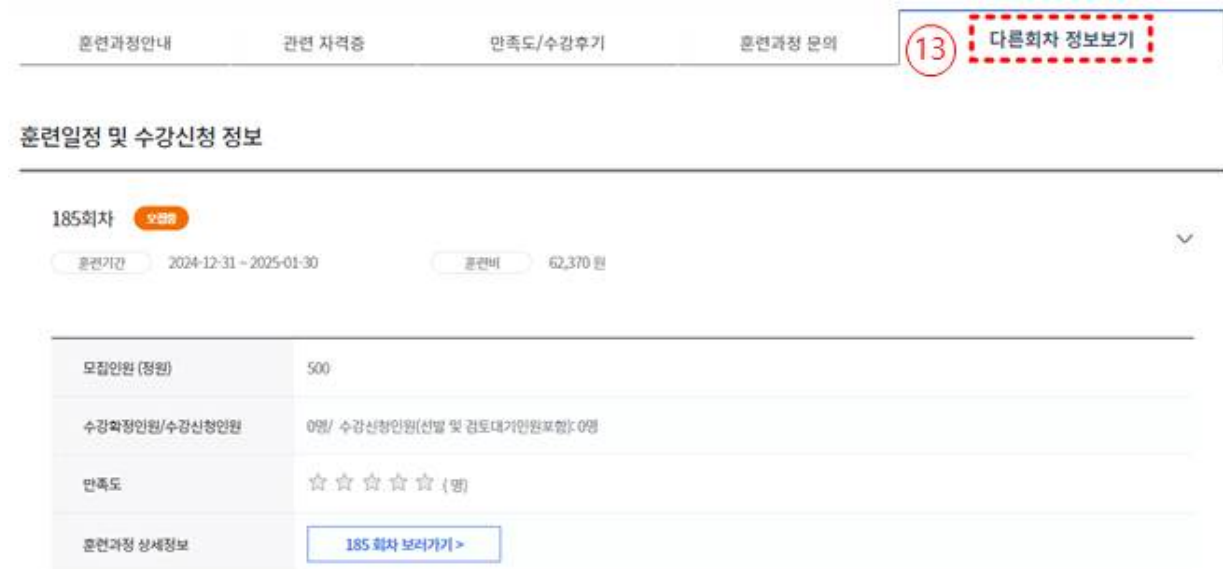 훈련과정안내 관련 자격증 만족도/수강후기 훈련과정 문의 13 다른회차 정보보기
훈련일정 및 수강신청 정보
185회차 모집중
훈련기간 2024-12-31 ~ 2025-01-30 훈련비 62,370 원
모집인원 (정원) 500
수강확정인원/수강신청인원 0명/ 수강신청인원(선발 및 검토대기인원포함): 0명
만족도 ☆ ☆ ☆ ☆ ☆ ( 명)
훈련과정 상세정보 185 회차 보러가기 >